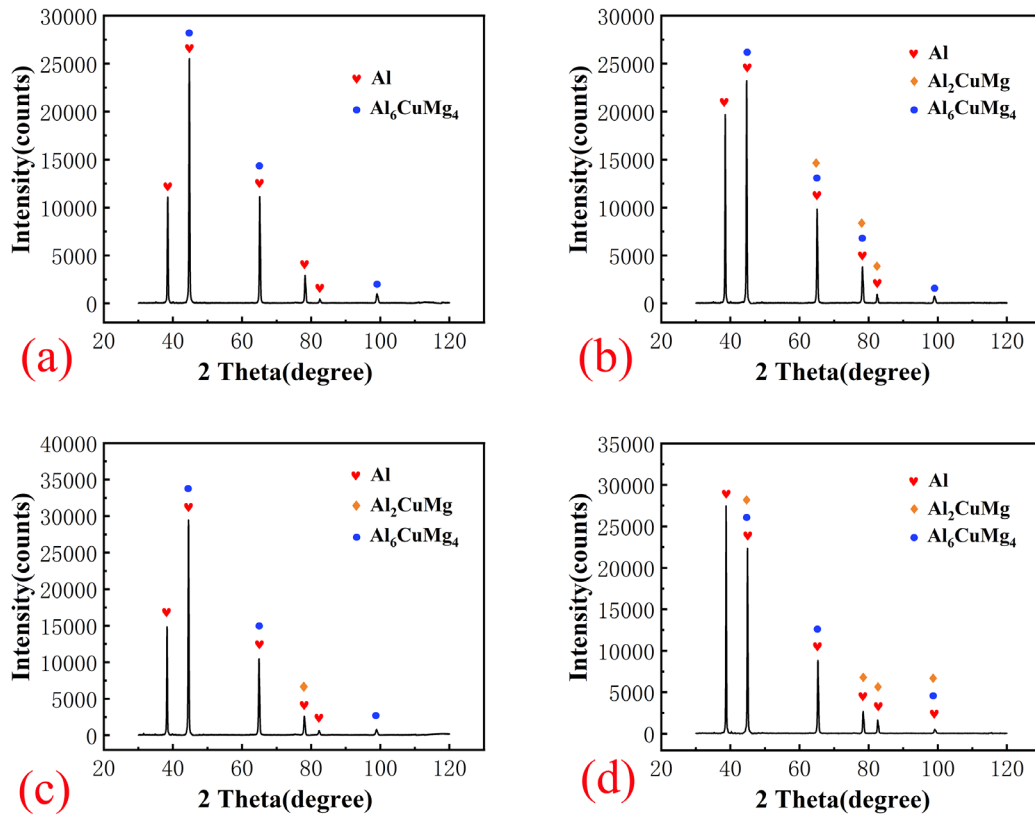 30000
25000
20000
15000
10000
5000
0
Intensity(counts)
Al
Al₆CuMg₄
20 40 60 80 100 120
2 Theta(degree)
(a)
30000
25000
20000
15000
10000
5000
0
Intensity(counts)
Al
Al₂CuMg
Al₆CuMg₄
20 40 60 80 100 120
2 Theta(degree)
(b)
40000
35000
30000
25000
20000
15000
10000
5000
0
Intensity(counts)
Al
Al₂CuMg
Al₆CuMg₄
20 40 60 80 100 120
2 Theta(degree)
(c)
35000
30000
25000
20000
15000
10000
5000
0
Intensity(counts)
Al
Al₂CuMg
Al₆CuMg₄
20 40 60 80 100 120
2 Theta(degree)
(d)